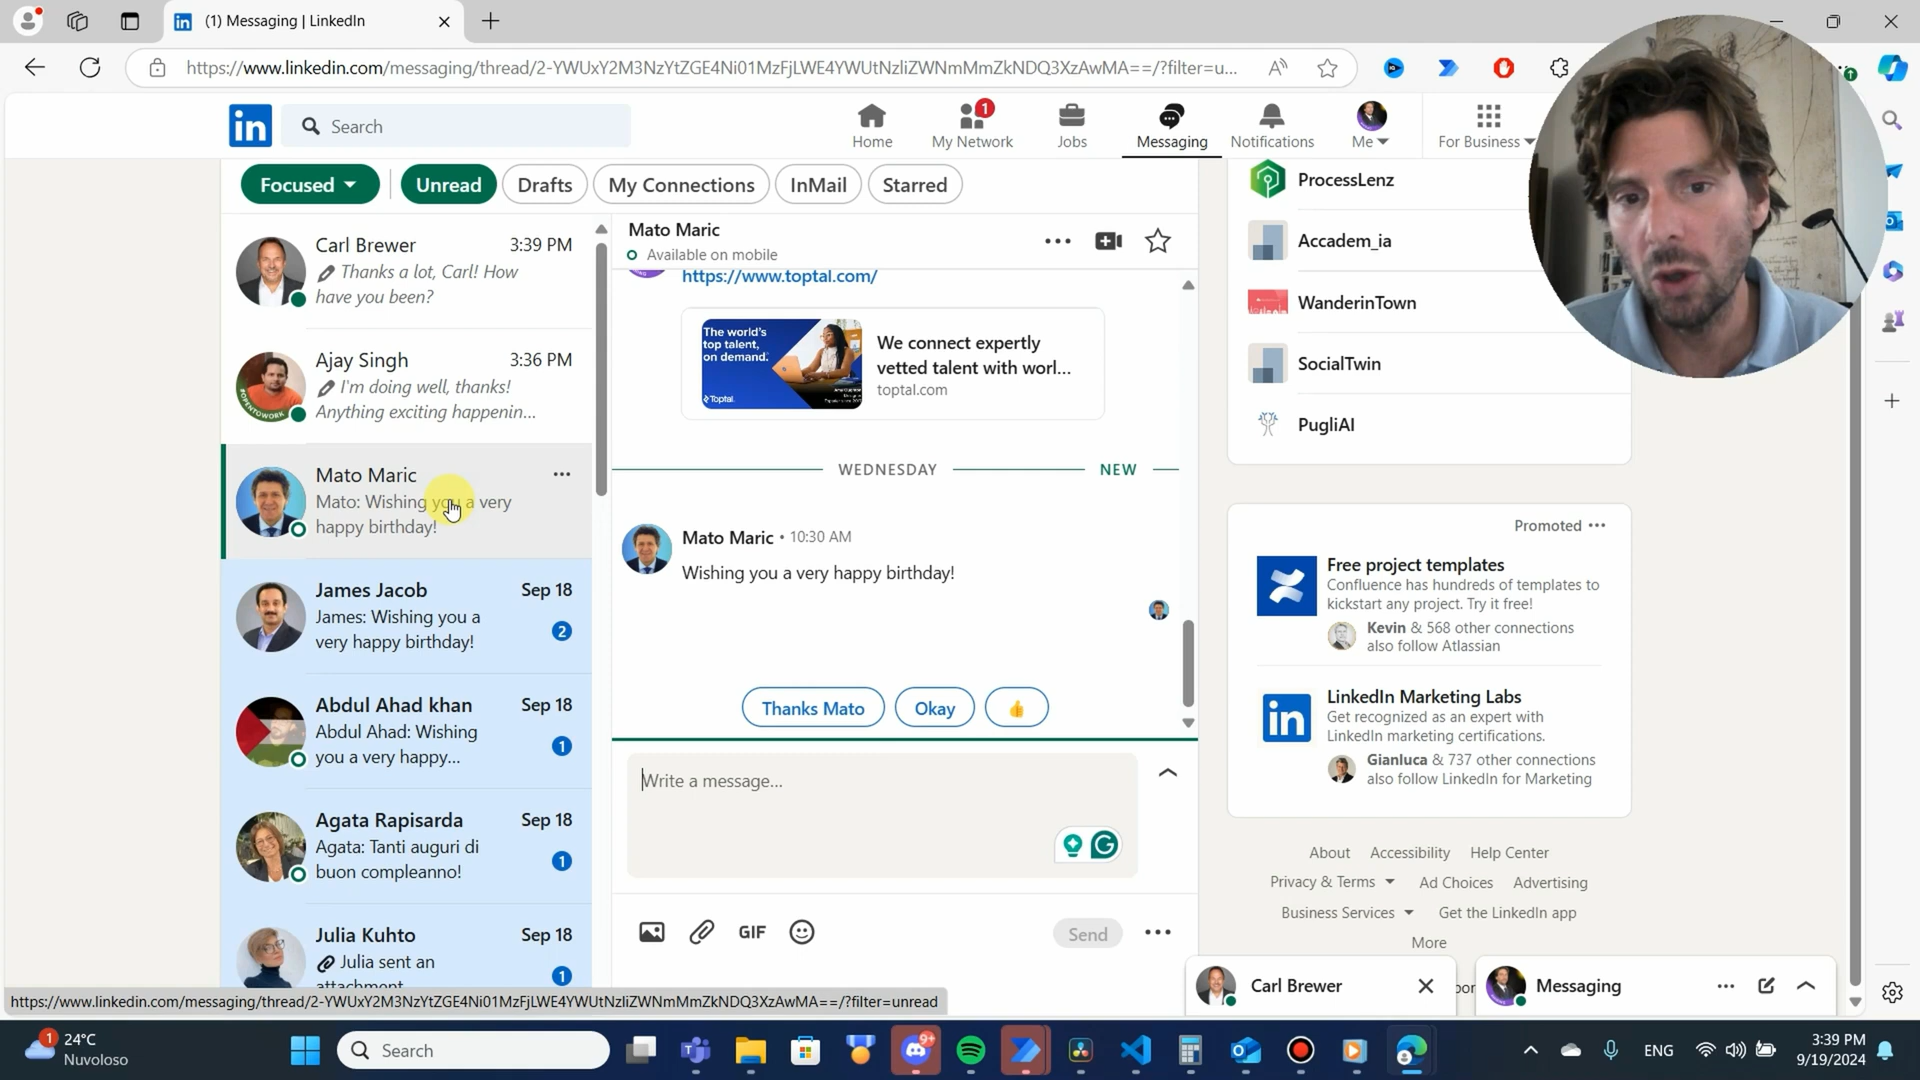 (1) Messaging | LinkedIn
https://www.linkedin.com/messaging/thread/2-YWUxY2M3NzYtZGE4Ni01MzFjLWE4YWUtNzliZWNmMmZkNDQ3XzAwMA==/?filter=u...
in
Search
1
Home
My Network
Jobs
Messaging
Notifications
Me
For Business
Focused
Unread
Drafts
My Connections
InMail
Starred
Carl Brewer
3:39 PM
Thanks a lot, Carl! How
have you been?
Ajay Singh
3:36 PM
I'm doing well, thanks!
Anything exciting happenin...
Mato Maric
Mato: Wishing you a very
happy birthday!
James Jacob
Sep 18
James: Wishing you a
very happy birthday!
2
Abdul Ahad khan
Sep 18
Abdul Ahad: Wishing
you a very happy...
1
Agata Rapisarda
Sep 18
Agata: Tanti auguri di
buon compleanno!
1
Julia Kuhto
Sep 18
Julia sent an
attachment
1
Mato Maric
Available on mobile
https://www.toptal.com/
The world's
top talent,
on demand.
Toptal
We connect expertly
vetted talent with worl...
toptal.com
WEDNESDAY
NEW
Mato Maric • 10:30 AM
Wishing you a very happy birthday!
Thanks Mato
Okay
Write a message...
GIF
Send
ProcessLenz
Accadem_ia
WanderinTown
SocialTwin
PugliAI
Promoted
Free project templates
Confluence has hundreds of templates to
kickstart any project. Try it free!
Kevin & 568 other connections
also follow Atlassian
LinkedIn Marketing Labs
Get recognized as an expert with
LinkedIn marketing certifications.
Gianluca & 737 other connections
also follow LinkedIn for Marketing
About
Accessibility
Help Center
Privacy & Terms
Ad Choices
Advertising
Business Services
Get the LinkedIn app
More
Carl Brewer
Messaging
https://www.linkedin.com/messaging/thread/2-YWUxY2M3NzYtZGE4Ni01MzFjLWE4YWUtNzliZWNmMmZkNDQ3XzAwMA==/?filter=unread
1
24°C
Nuvoloso
Search
9+
ENG
3:39 PM
9/19/2024